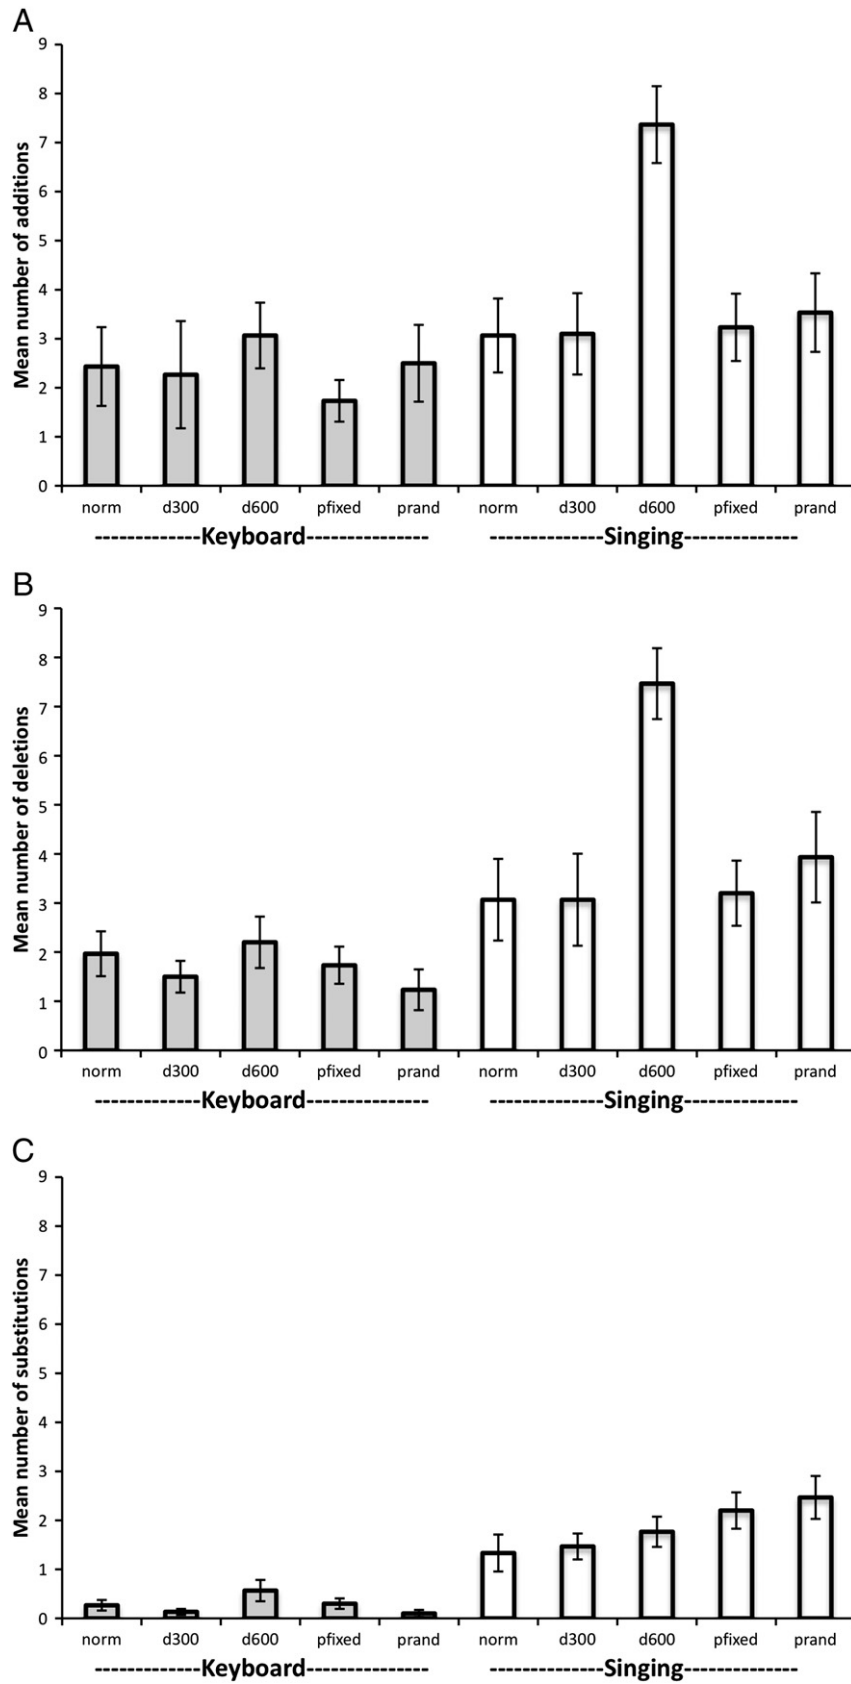 A
Mean number of additions
9
8
7
6
5
4
3
2
1
0
norm d300 d600 pfixed prand norm d300 d600 pfixed prand
-------------Keyboard-------------- --------------Singing--------------
B
Mean number of deletions
9
8
7
6
5
4
3
2
1
0
norm d300 d600 pfixed prand norm d300 d600 pfixed prand
-------------Keyboard-------------- --------------Singing--------------
C
Mean number of substitutions
9
8
7
6
5
4
3
2
1
0
norm d300 d600 pfixed prand norm d300 d600 pfixed prand
-------------Keyboard-------------- --------------Singing--------------